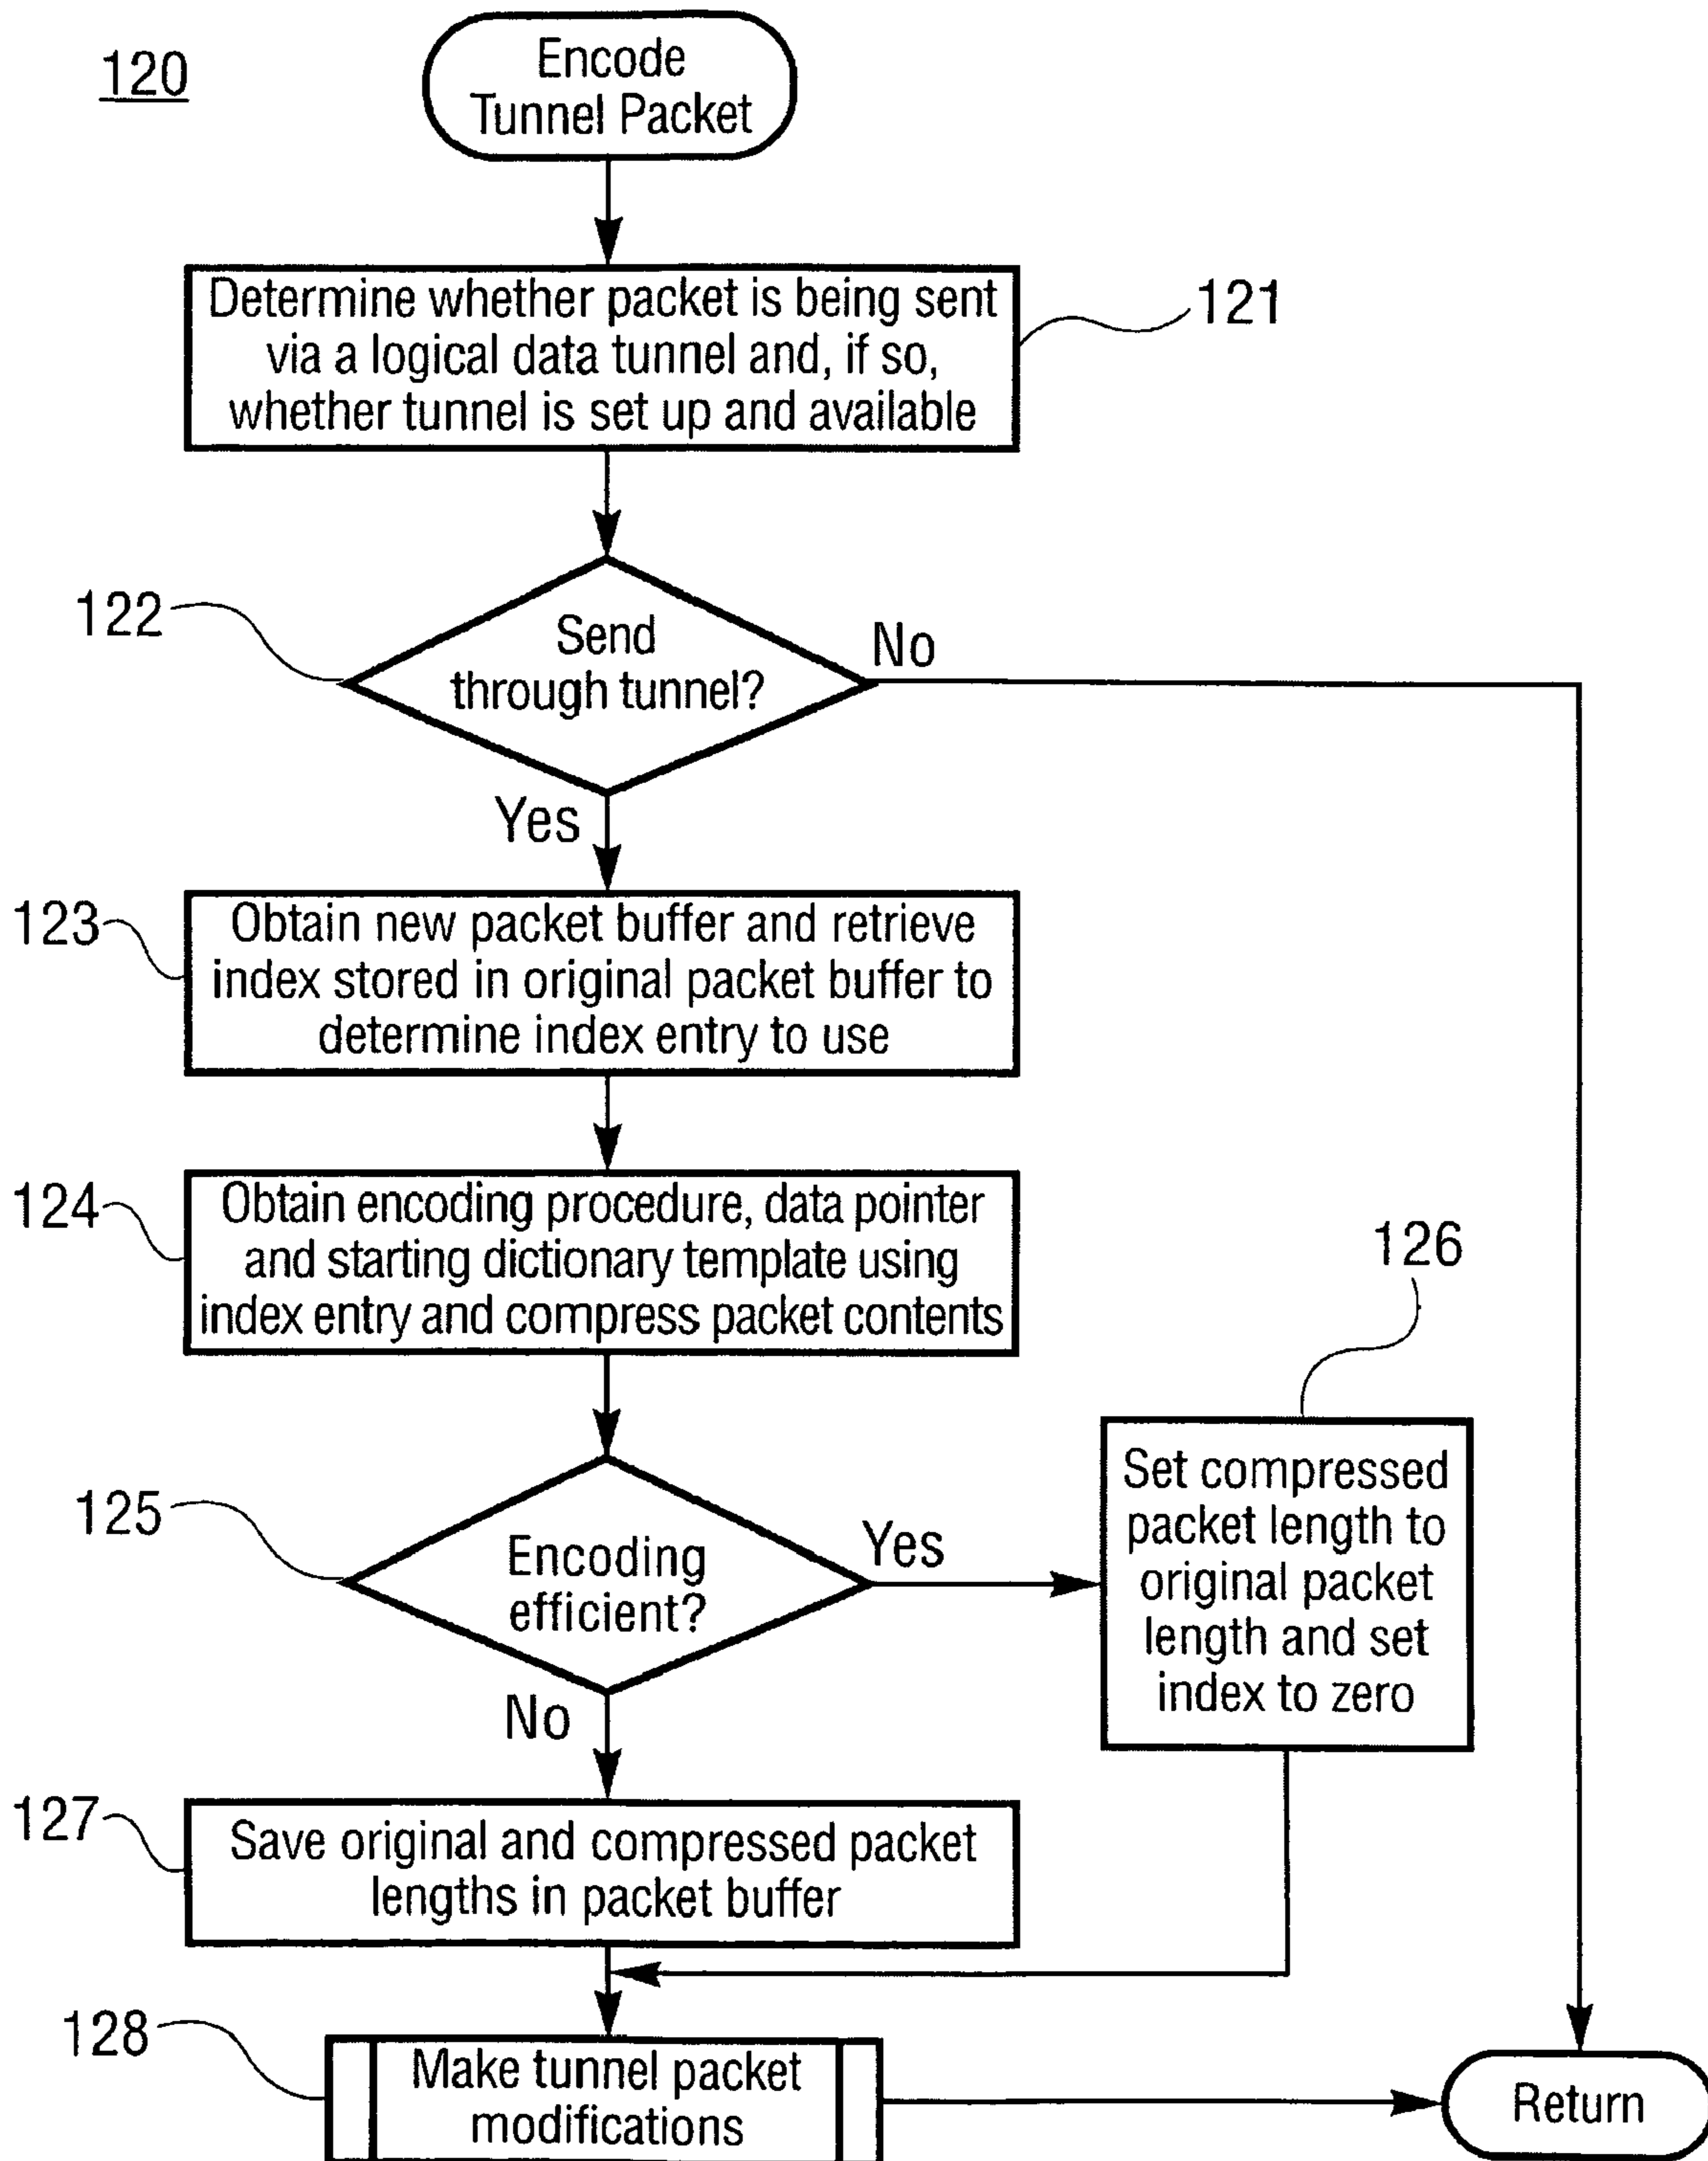 120
Encode
Tunnel Packet
Determine whether packet is being sent
via a logical data tunnel and, if so,
whether tunnel is set up and available
121
122
Send
through tunnel?
No
Yes
123
Obtain new packet buffer and retrieve
index stored in original packet buffer to
determine index entry to use
124
Obtain encoding procedure, data pointer
and starting dictionary template using
index entry and compress packet contents
126
125
Encoding
efficient?
Yes
Set compressed
packet length to
original packet
length and set
index to zero
No
127
Save original and compressed packet
lengths in packet buffer
128
Make tunnel packet
modifications
Return